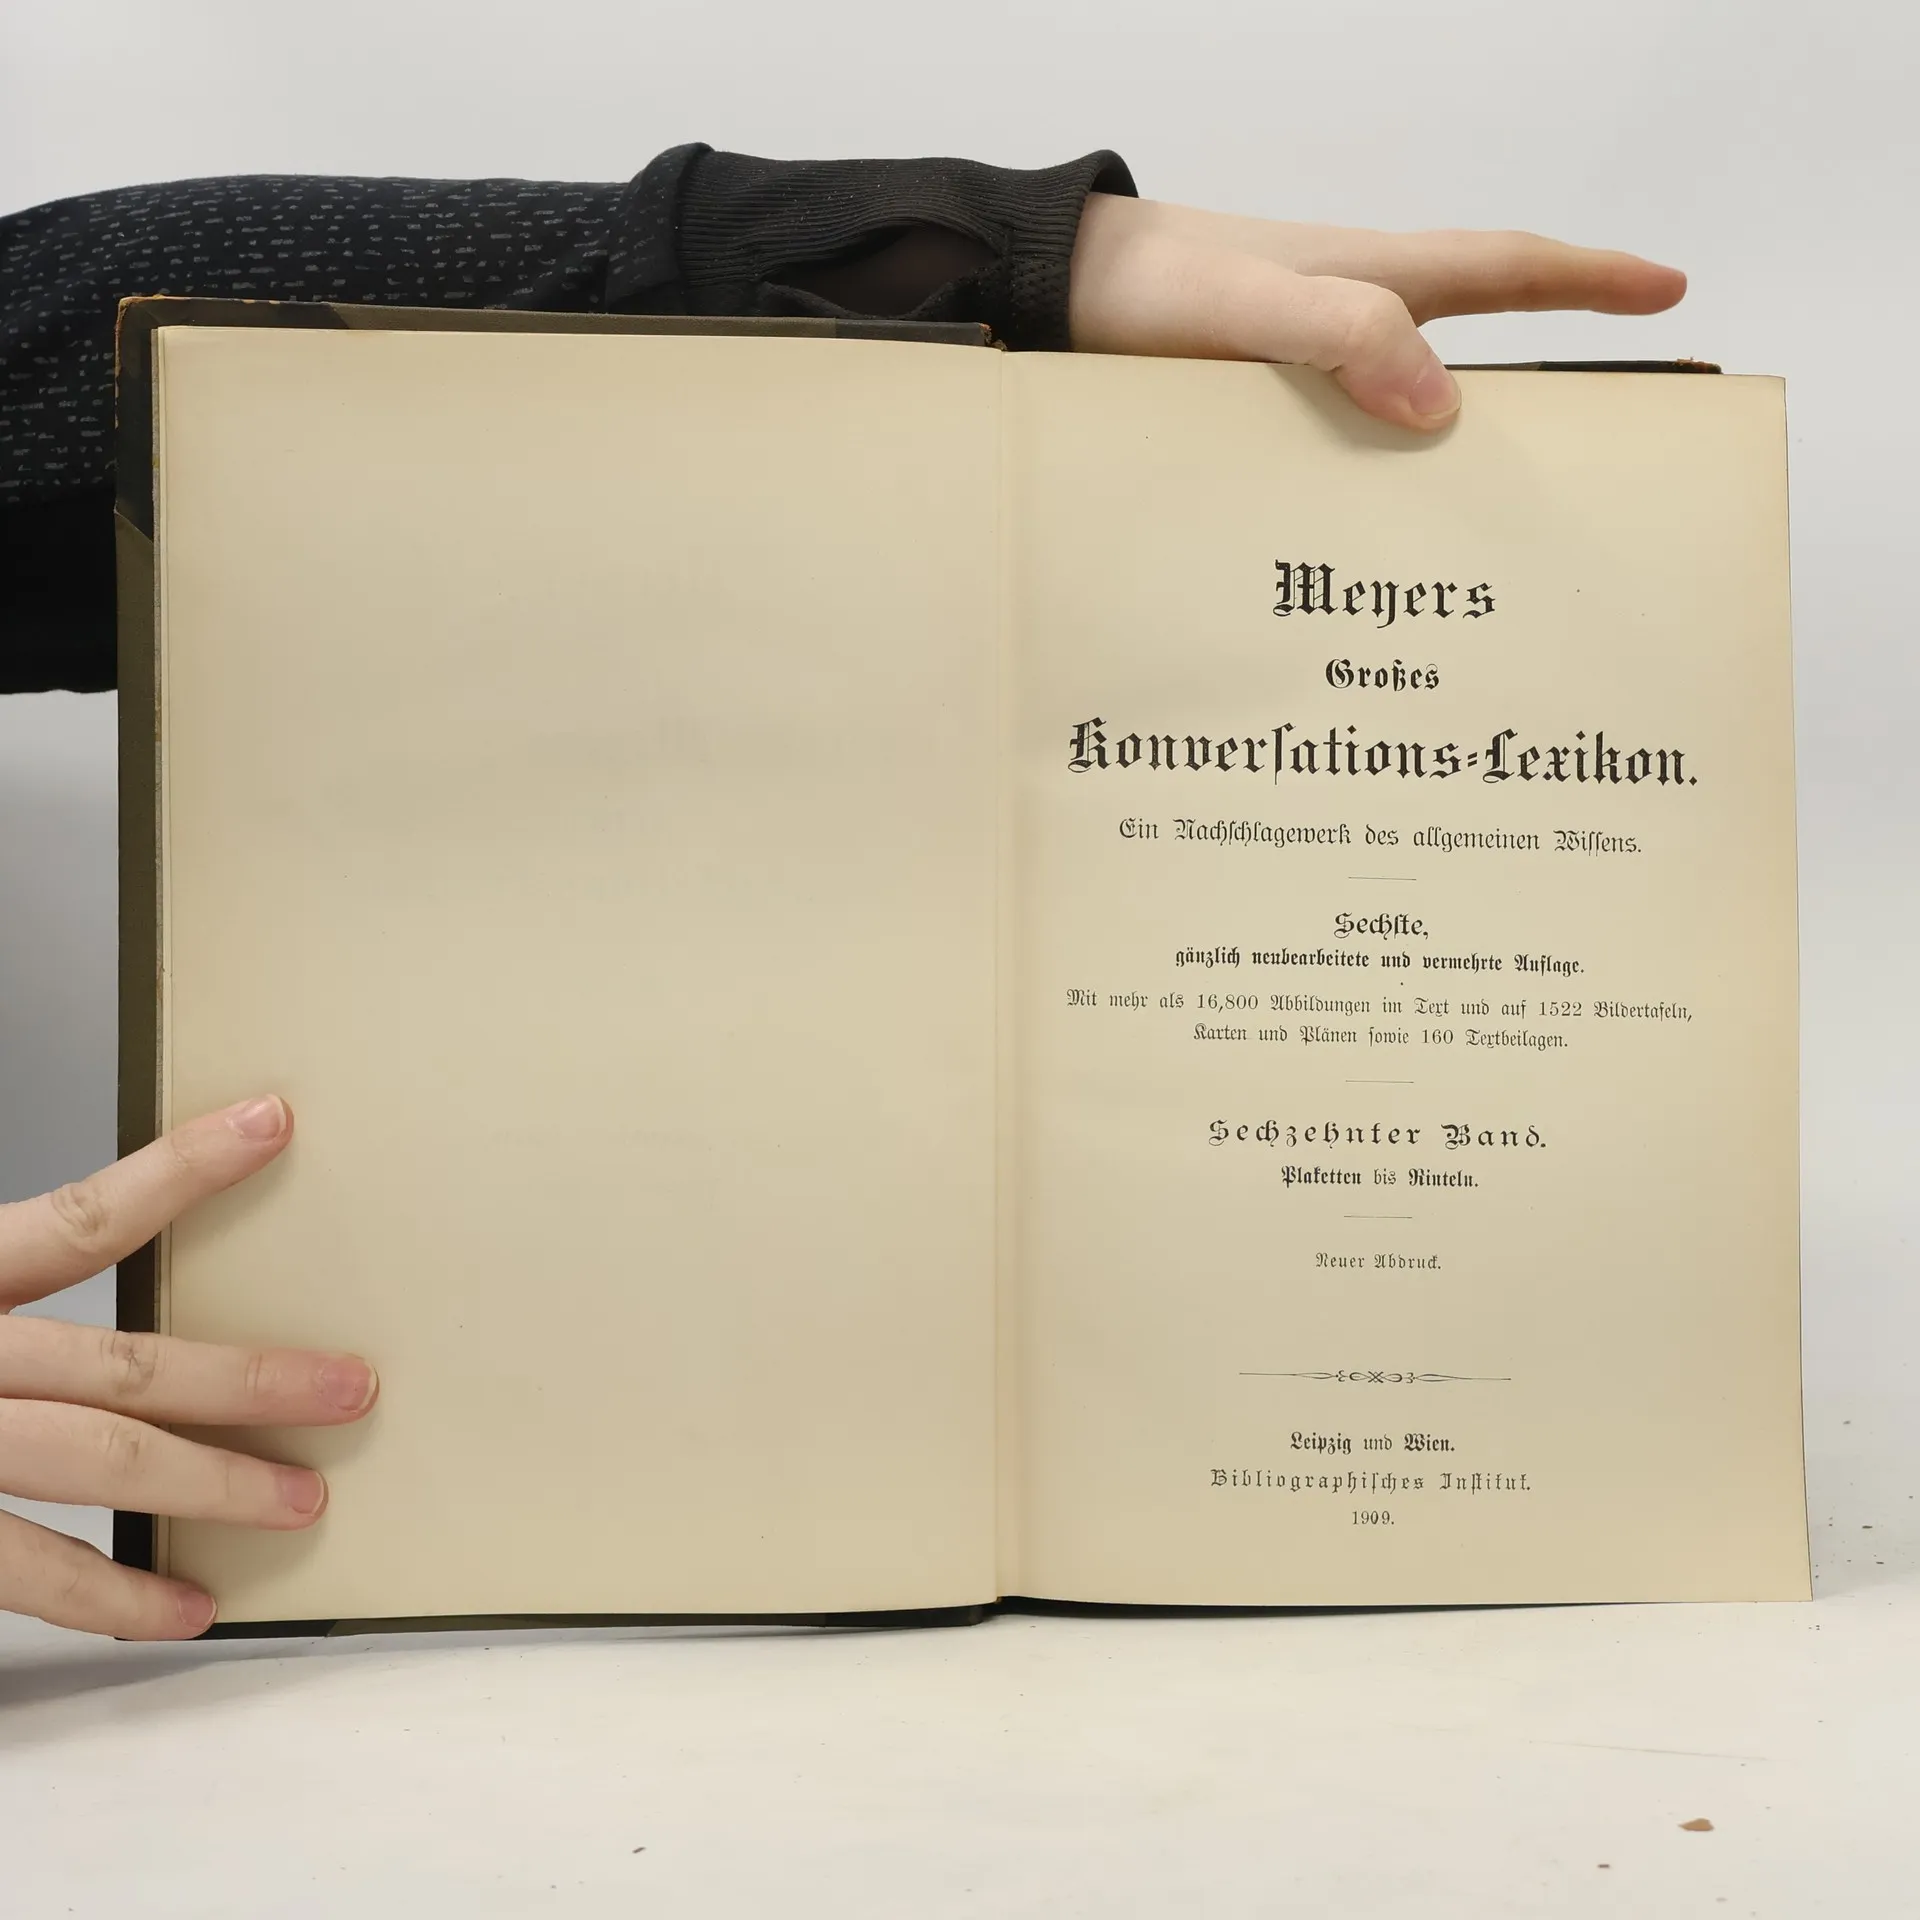 Meyers
Großes
Konverſations-Lexikon.
Ein Nachſchlagewerk des allgemeinen Wiſſens.
Sechſte,
gänzlich neubearbeitete und vermehrte Auflage.
Mit mehr als 16,800 Abbildungen im Text und auf 1522 Bildertafeln,
Karten und Plänen ſowie 160 Textbeilagen.
Sechzehnter Band.
Plaketten bis Rinteln.
Neuer Abdruck.
Leipzig und Wien.
Bibliographiſches Inſtitut.
1909.